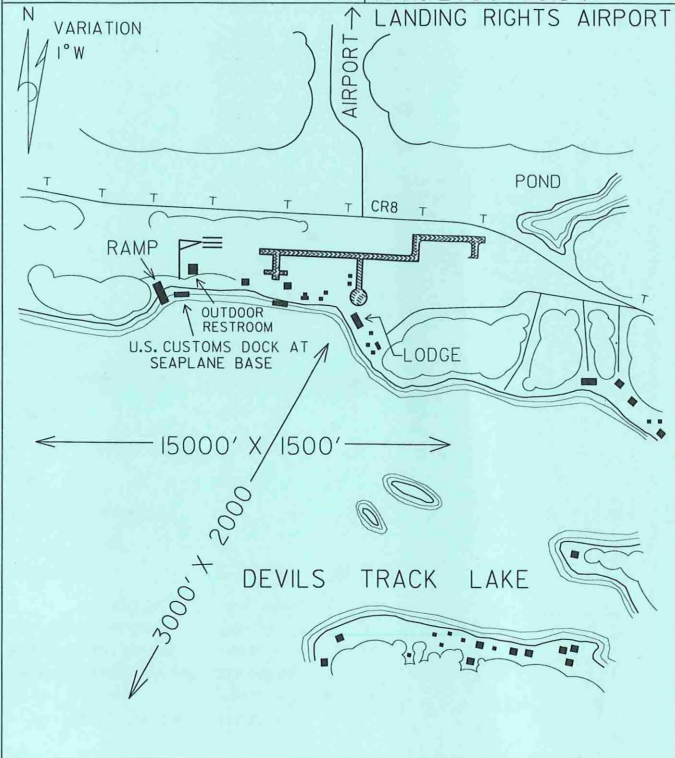 LANDING RIGHTS AIRPORT
N
VARIATION
1° W
AIRPORT
POND
T
T
T
T
T
CR8
T
T
T
RAMP
OUTDOOR
RESTROOM
U.S. CUSTOMS DOCK AT
SEAPLANE BASE
LODGE
15000' X 1500'
3000' X 2000
DEVILS TRACK LAKE